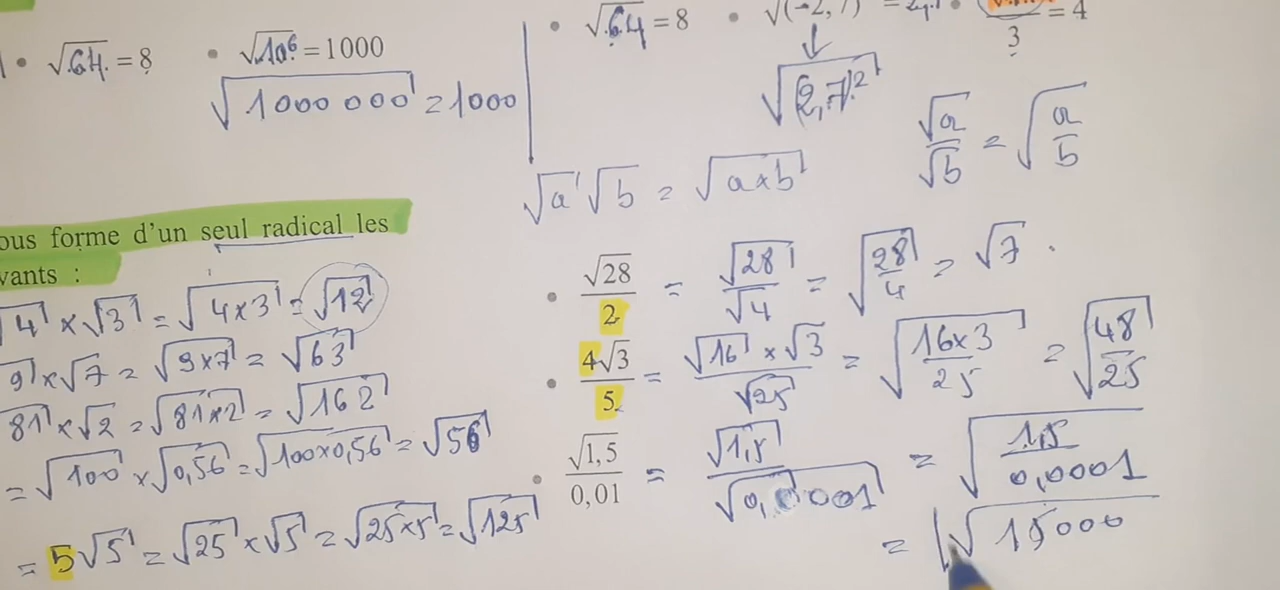 • √64 = 8 • √10⁶ = 1000
√1000 000 = 1000
• √64 = 8 •
3 = 4
√(2,7)²
√a/√b = √(a/b)
√a √b = √(a×b)
ous forme d'un seul radical les
vants :
√4 × √3 = √(4×3) = √12
9 × √7 = √(9×7) = √63
81 × √2 = √(81×2) = √162
= √100 × √0,56 = √(100×0,56) = √56
= 5√5 = √25 × √5 = √(25×5) = √125
• √28/2 = √28/√4 = √(28/4) = √7.
• 4√3/5 = (√16 × √3)/√25 = √((16×3)/25) = √(48/25)
• √1,5/0,01 = √1,5/√0,0001 = √(1,5/0,0001)
= √15000